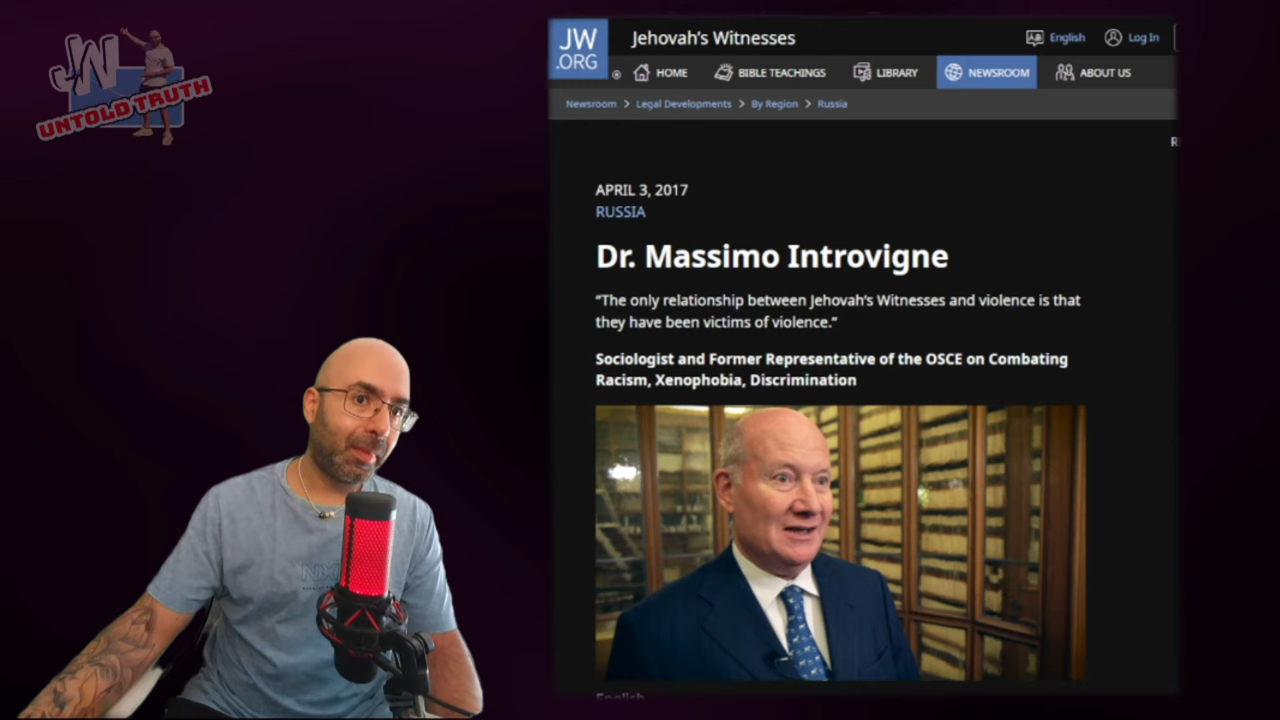 JW
UNTOLD TRUTH
JW
.ORG
Jehovah's Witnesses
English
Log In
HOME
BIBLE TEACHINGS
LIBRARY
NEWSROOM
ABOUT US
Newsroom > Legal Developments > By Region > Russia
APRIL 3, 2017
RUSSIA
Dr. Massimo Introvigne
“The only relationship between Jehovah’s Witnesses and violence is that
they have been victims of violence.”
Sociologist and Former Representative of the OSCE on Combating
Racism, Xenophobia, Discrimination
English